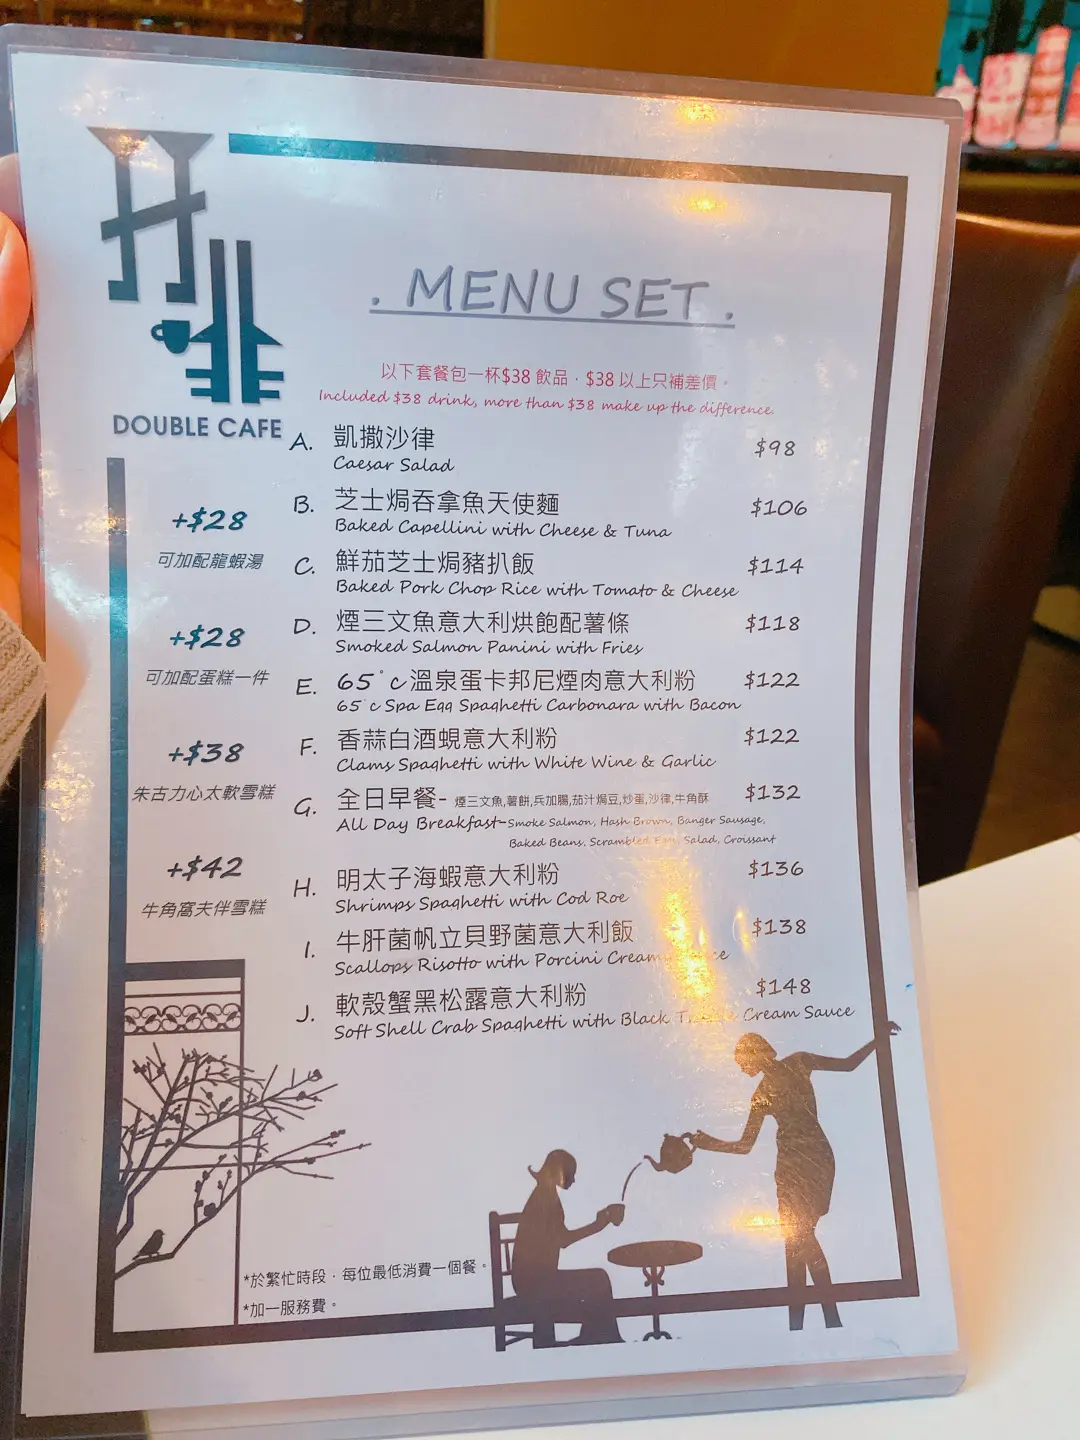 丹
啡
DOUBLE CAFE
. MENU SET .
以下套餐包一杯$38 飲品﹐$38 以上只補差價。
Included $38 drink, more than $38 make up the difference.
A. 凱撒沙律 $98
Caesar Salad
B. 芝士焗吞拿魚天使麵 $106
Baked Capellini with Cheese & Tuna
C. 鮮茄芝士焗豬扒飯 $114
Baked Pork Chop Rice with Tomato & Cheese
D. 煙三文魚意大利烘飽配薯條 $118
Smoked Salmon Panini with Fries
E. 65°c溫泉蛋卡邦尼煙肉意大利粉 $122
65°c Spa Egg Spaghetti Carbonara with Bacon
F. 香蒜白酒蜆意大利粉 $122
Clams Spaghetti with White Wine & Garlic
G. 全日早餐- 煙三文魚,薯餅,兵加腸,茄汁焗豆,炒蛋,沙律,牛角酥 $132
All Day Breakfast-Smoke Salmon, Hash Brown, Banger Sausage,
Baked Beans, Scrambled Egg, Salad, Croissant
H. 明太子海蝦意大利粉 $136
Shrimps Spaghetti with Cod Roe
I. 牛肝菌帆立貝野菌意大利飯 $138
Scallops Risotto with Porcini Cream
J. 軟殼蟹黑松露意大利粉 $148
Soft Shell Crab Spaghetti with Black Cream Sauce
+$28
可加配龍蝦湯
+$28
可加配蛋糕一件
+$38
朱古力心太軟雪糕
+$42
牛角窩夫伴雪糕
*於繁忙時段﹐每位最低消費一個餐。
*加一服務費。